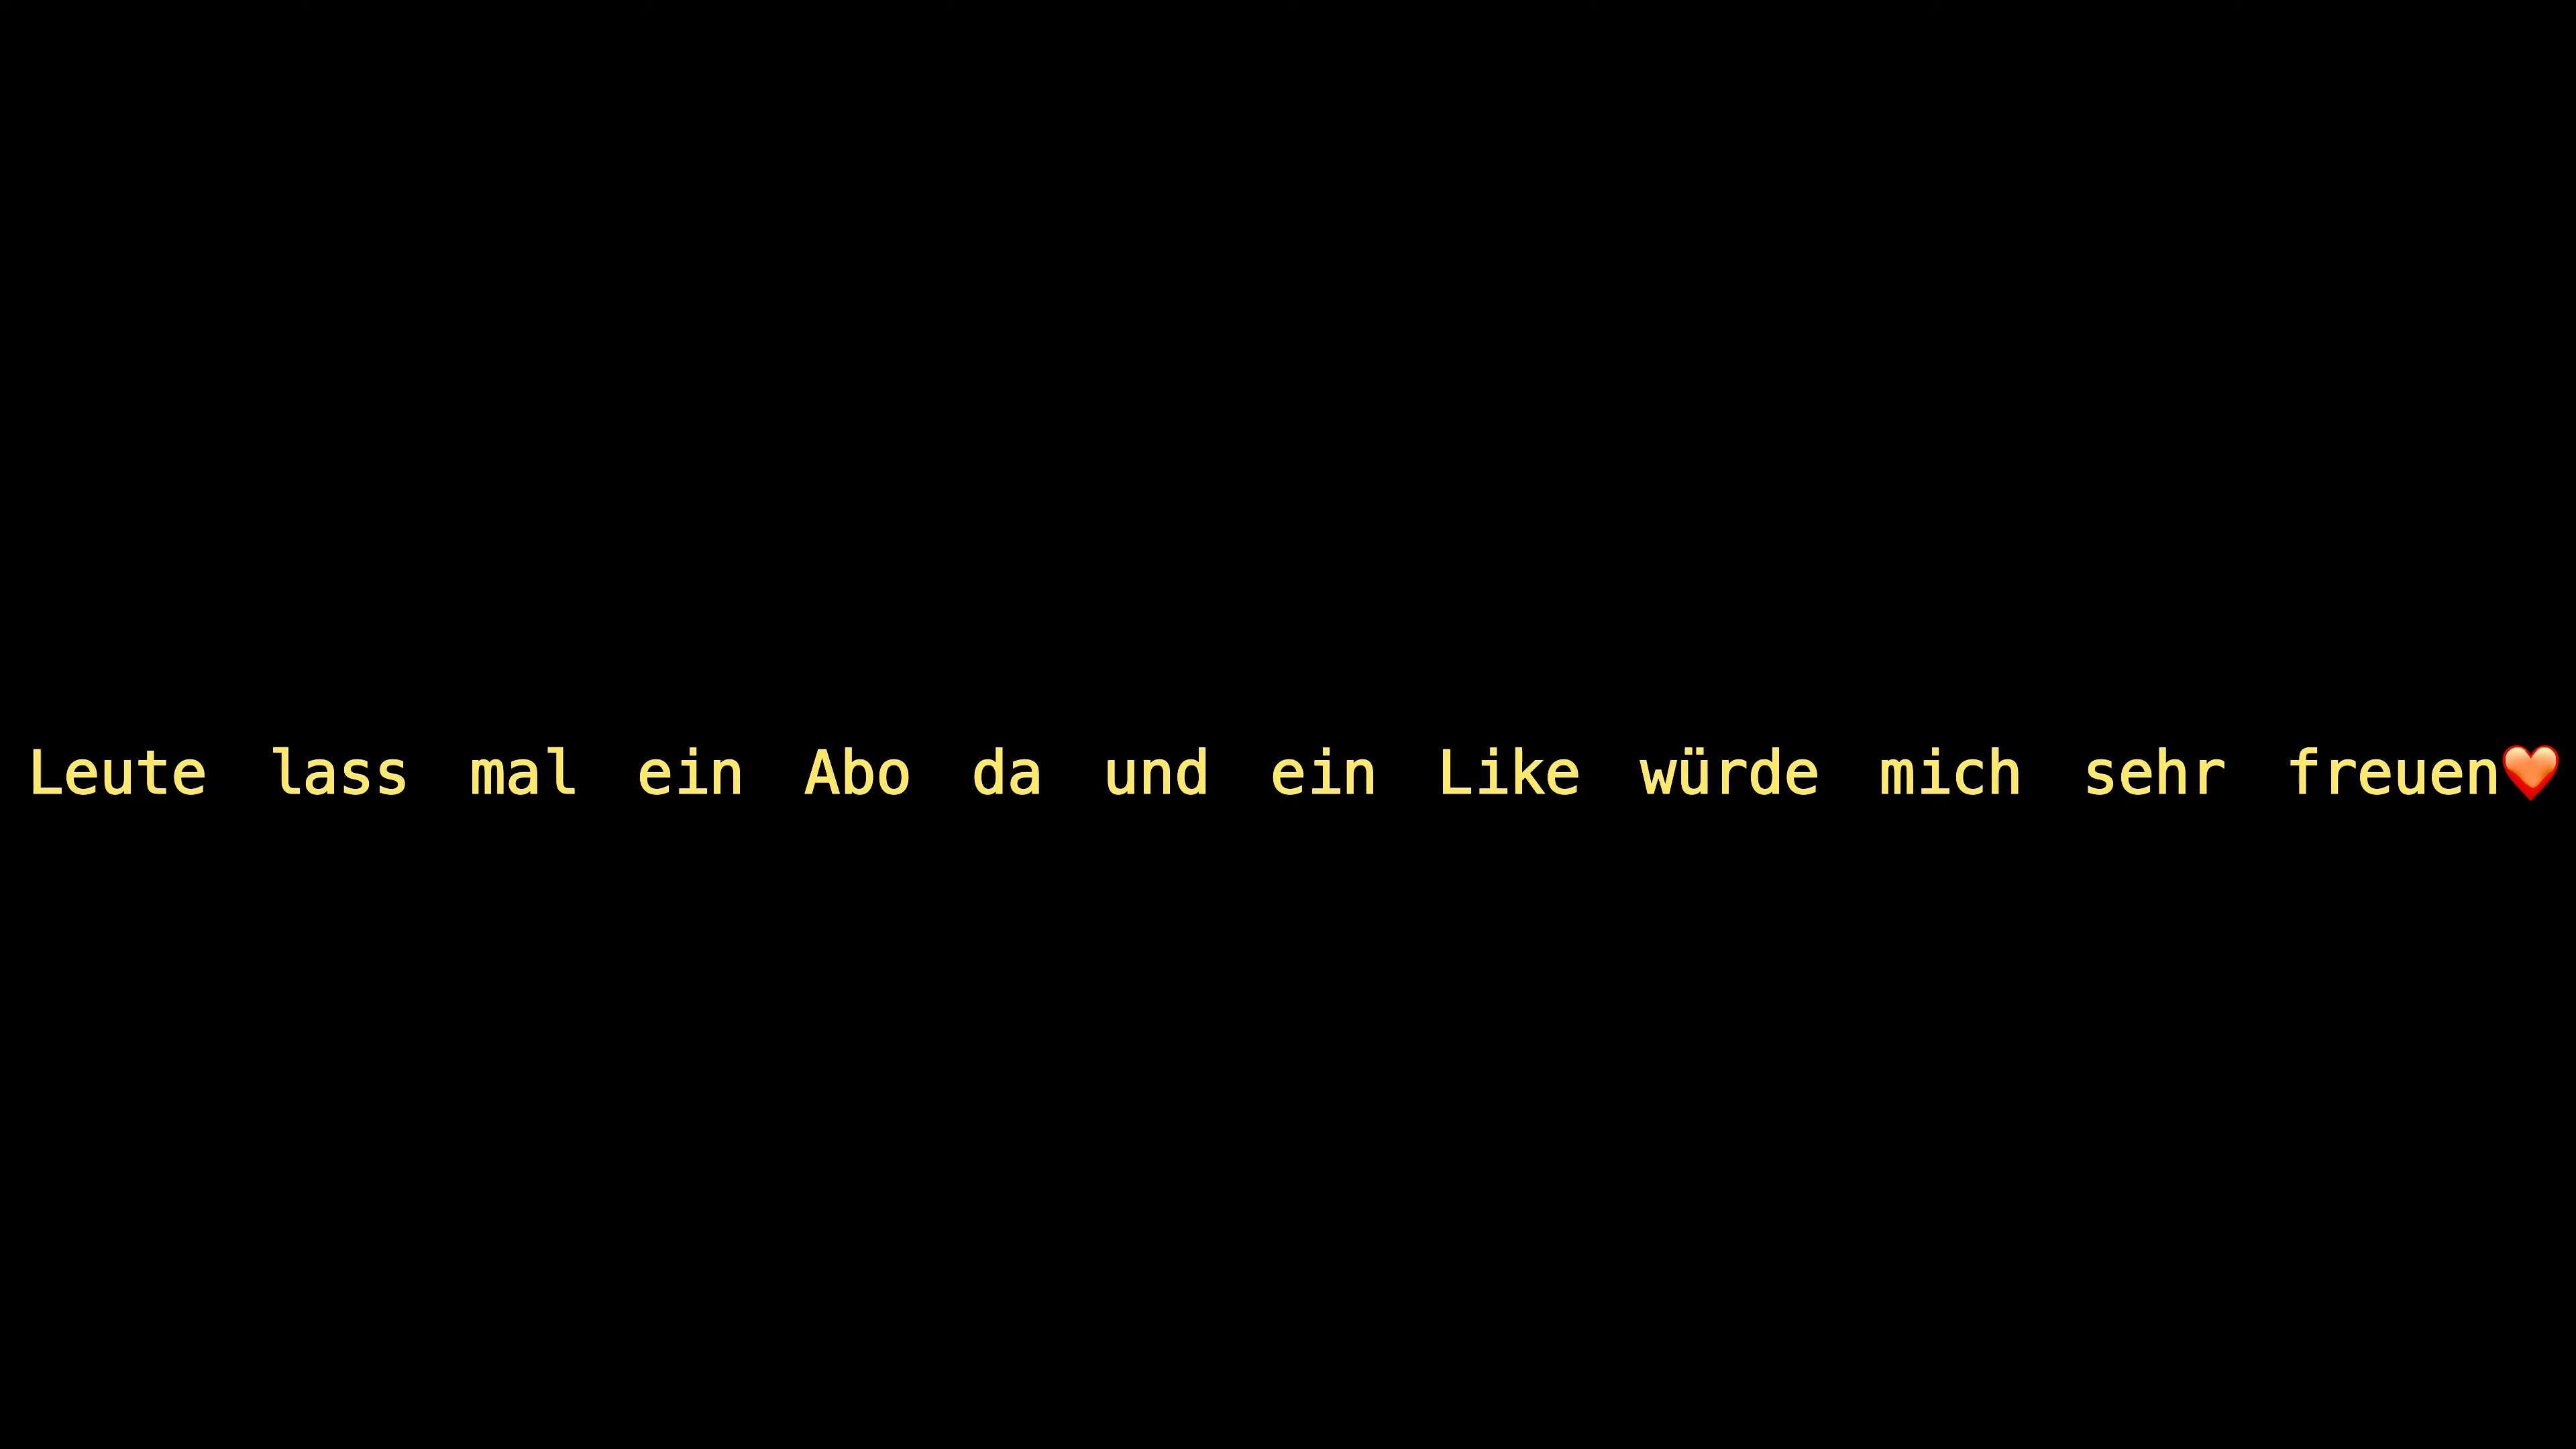 Leute lass mal ein Abo da und ein Like würde mich sehr freuen❤️